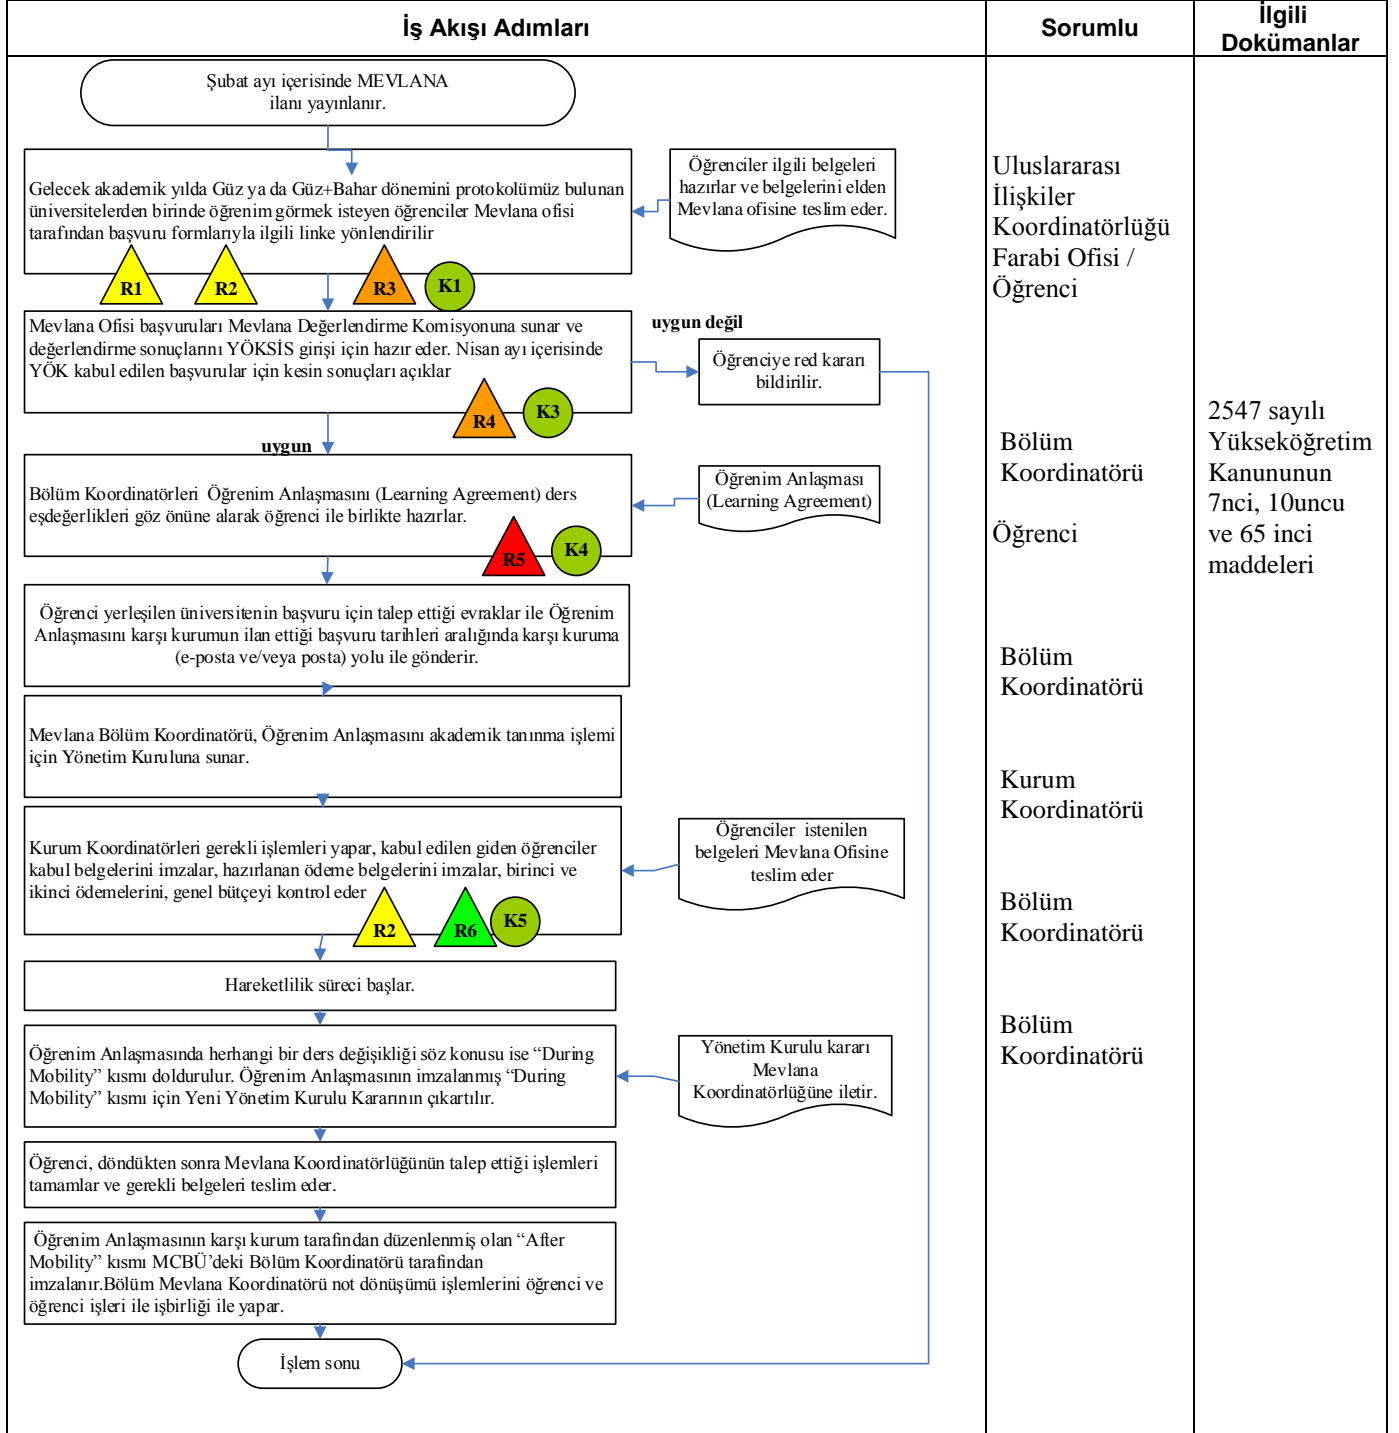 İş Akışı Adımları
Sorumlu
İlgili
Dokümanlar
Şubat ayı içerisinde MEVLANA
ilanı yayınlanır.
Gelecek akademik yılda Güz ya da Güz+Bahar dönemini protokolümüz bulunan
üniversitelerden birinde öğrenim görmek isteyen öğrenciler Mevlana ofisi
tarafından başvuru formlarıyla ilgili linke yönlendirilir
Öğrenciler ilgili belgeleri
hazırlar ve belgelerini elden
Mevlana ofisine teslim eder.
R1
R2
R3
K1
Mevlana Ofisi başvuruları Mevlana Değerlendirme Komisyonuna sunar ve
değerlendirme sonuçlarını YÖKSİS girişi için hazır eder. Nisan ayı içerisinde
YÖK kabul edilen başvurular için kesin sonuçları açıklar
uygun değil
Öğrenciye red kararı
bildirilir.
R4
K3
uygun
Bölüm Koordinatörleri  Öğrenim Anlaşmasını (Learning Agreement) ders
eşdeğerlikleri göz önüne alarak öğrenci ile birlikte hazırlar.
Öğrenim Anlaşması
(Learning Agreement)
R5
K4
Öğrenci yerleşilen üniversitenin başvuru için talep ettiği evraklar ile Öğrenim
Anlaşmasını karşı kurumun ilan ettiği başvuru tarihleri aralığında karşı kuruma
(e-posta ve/veya posta) yolu ile gönderir.
Mevlana Bölüm Koordinatörü, Öğrenim Anlaşmasını akademik tanınma işlemi
için Yönetim Kuruluna sunar.
Kurum Koordinatörleri gerekli işlemleri yapar, kabul edilen giden öğrenciler
kabul belgelerini imzalar, hazırlanan ödeme belgelerini imzalar, birinci ve
ikinci ödemelerini, genel bütçeyi kontrol eder
Öğrenciler  istenilen
belgeleri Mevlana Ofisine
teslim eder
R2
R6
K5
Hareketlilik süreci başlar.
Öğrenim Anlaşmasında herhangi bir ders değişikliği söz konusu ise “During
Mobility” kısmı doldurulur. Öğrenim Anlaşmasının imzalanmış “During
Mobility” kısmı için Yeni Yönetim Kurulu Kararının çıkartılır.
Yönetim Kurulu kararı
Mevlana
Koordinatörlüğüne iletir.
Öğrenci, döndükten sonra Mevlana Koordinatörlüğünün talep ettiği işlemleri
tamamlar ve gerekli belgeleri teslim eder.
Öğrenim Anlaşmasının karşı kurum tarafından düzenlenmiş olan “After
Mobility” kısmı MCBÜ’deki Bölüm Koordinatörü tarafından
imzalanır.Bölüm Mevlana Koordinatörü not dönüşümü işlemlerini öğrenci ve
öğrenci işleri ile işbirliği ile yapar.
İşlem sonu
Uluslararası
İlişkiler
Koordinatörlüğü
Farabi Ofisi /
Öğrenci
Bölüm
Koordinatörü
Öğrenci
Bölüm
Koordinatörü
Kurum
Koordinatörü
Bölüm
Koordinatörü
Bölüm
Koordinatörü
2547 sayılı
Yükseköğretim
Kanununun
7nci, 10uncu
ve 65 inci
maddeleri